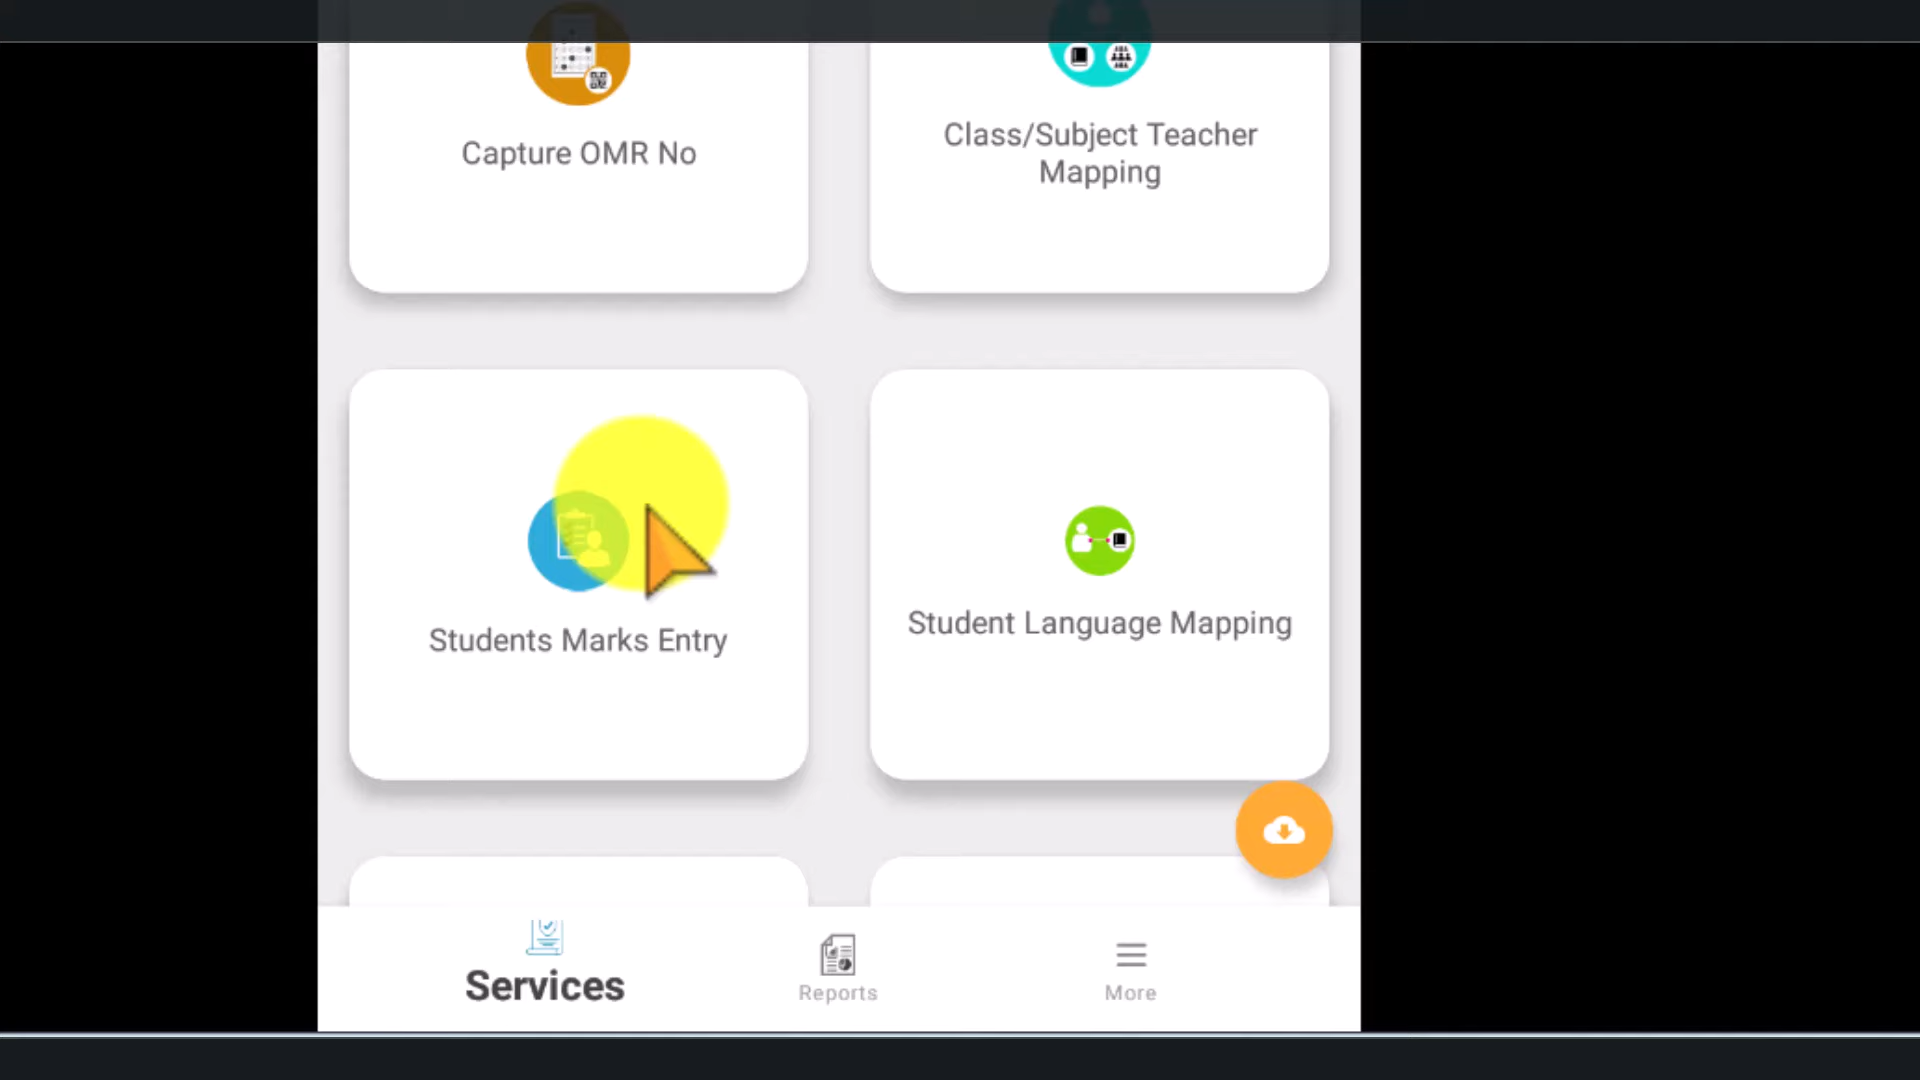 Capture OMR No
Class/Subject Teacher
Mapping
Students Marks Entry
Student Language Mapping
Services
Reports
More